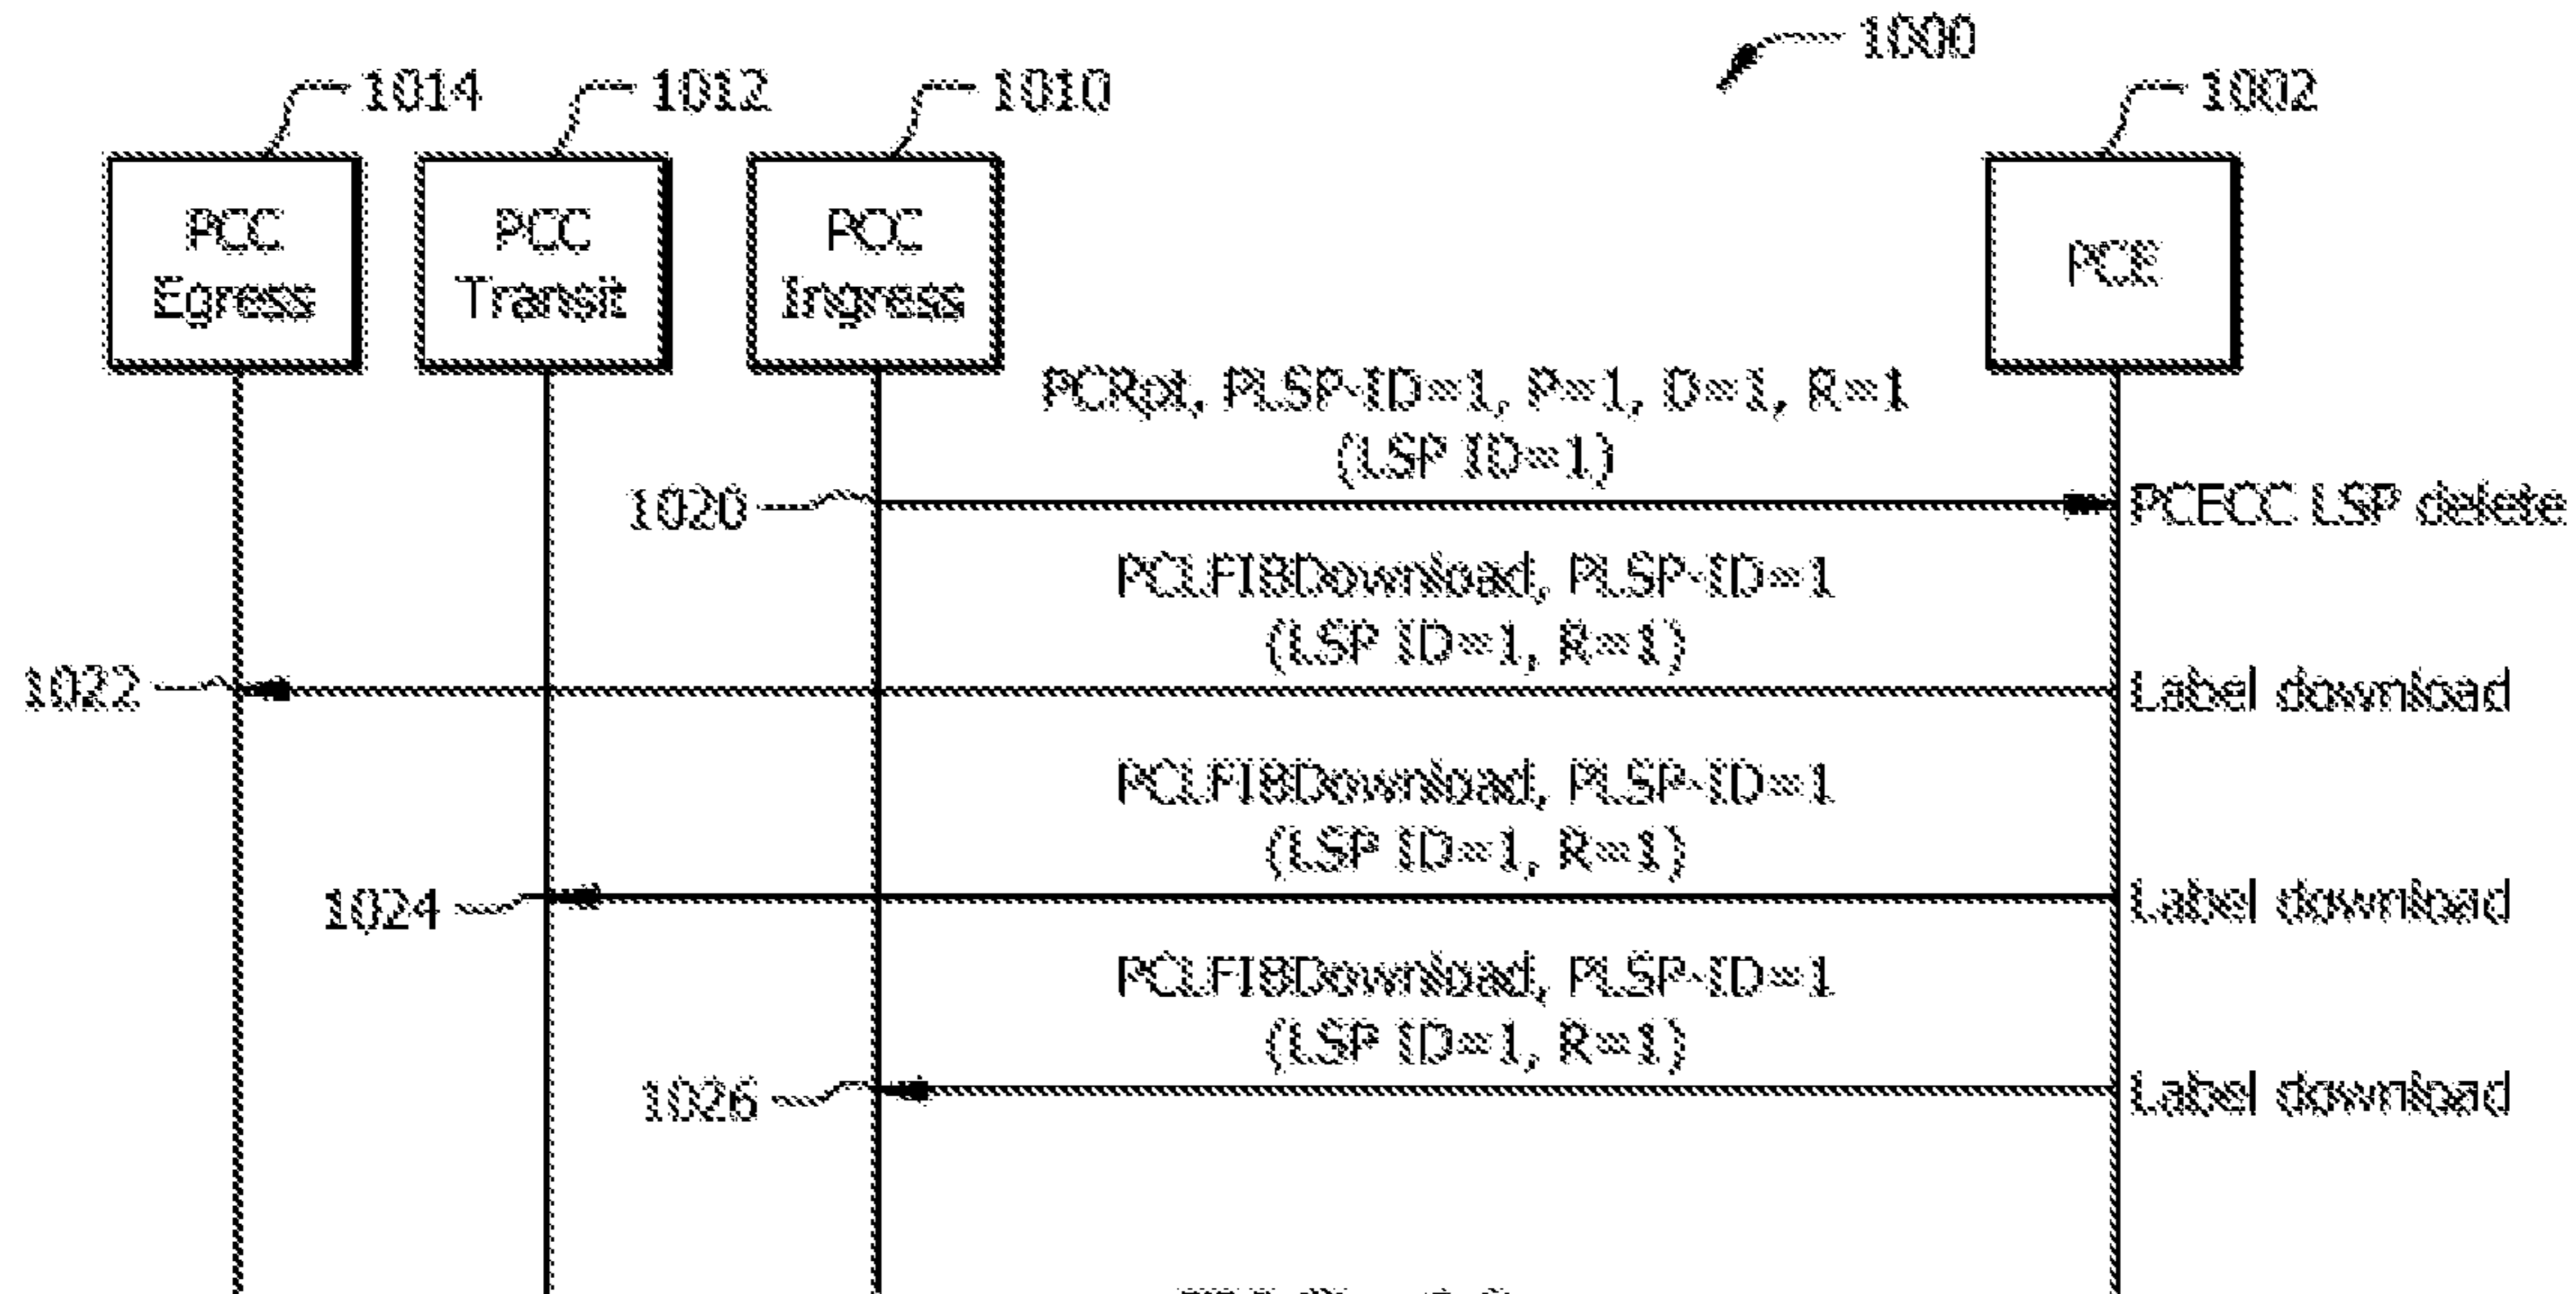 1000
1014
1012
1010
1002
PCC
Egress
PCC
Transit
PCC
Ingress
PCE
PCRpt, PLSP-ID=1, P=1, D=1, R=1
(LSP ID=1)
1020
PCECC LSP delete
PCLFIBDownload, PLSP-ID=1
(LSP ID=1, R=1)
1022
Label download
PCLFIBDownload, PLSP-ID=1
(LSP ID=1, R=1)
1024
Label download
PCLFIBDownload, PLSP-ID=1
(LSP ID=1, R=1)
1026
Label download